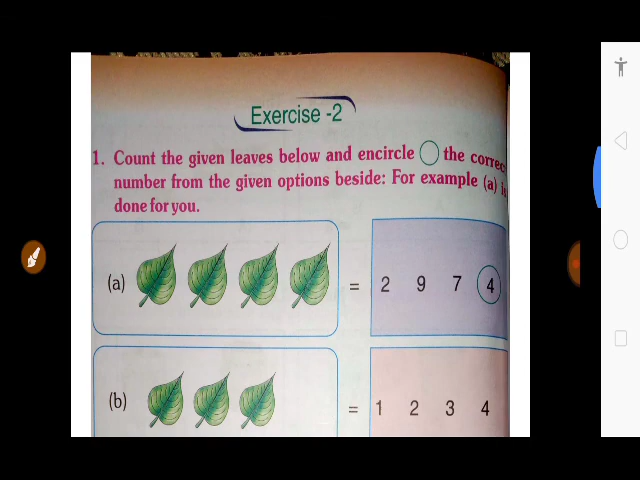 Exercise -2
1. Count the given leaves below and encircle the correc
number from the given options beside: For example (a) is
done for you.
(a) = 2 9 7 4
(b) = 1 2 3 4